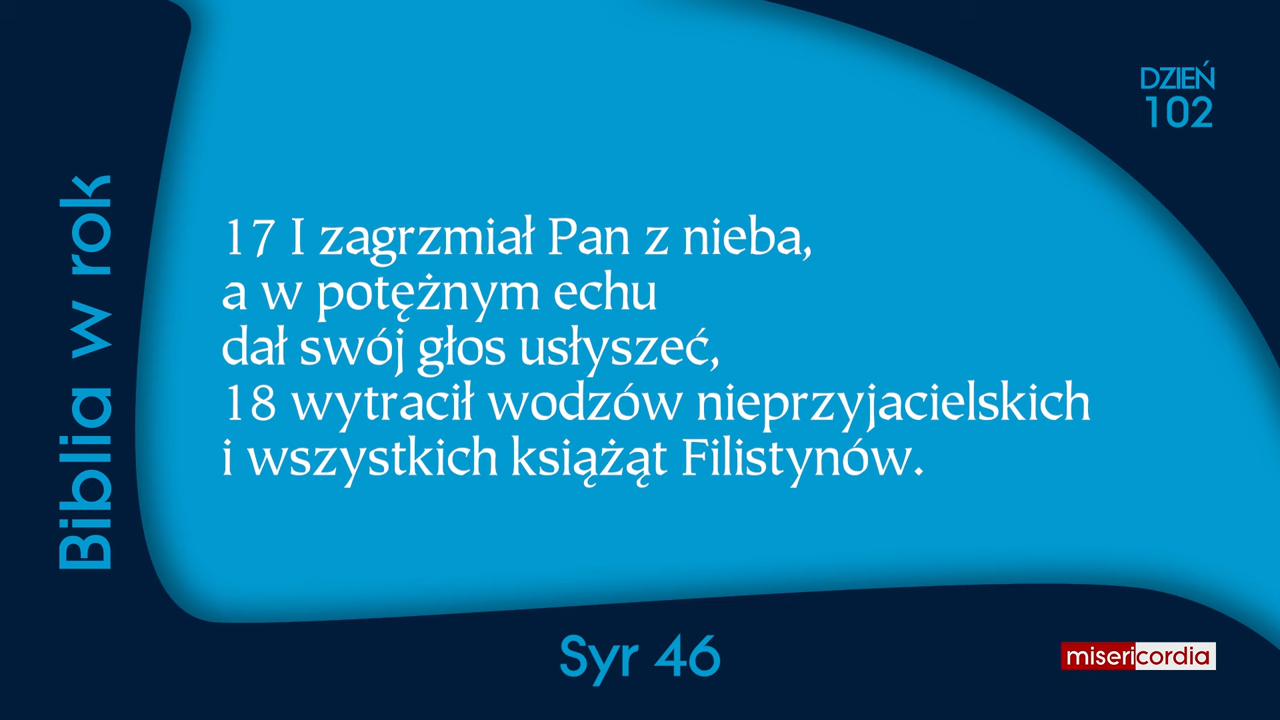 DZIEŃ
102
Biblia w rok
17 I zagrzmiał Pan z nieba,
a w potężnym echu
dał swój głos usłyszeć,
18 wytracił wodzów nieprzyjacielskich
i wszystkich książąt Filistynów.
Syr 46
misericordia